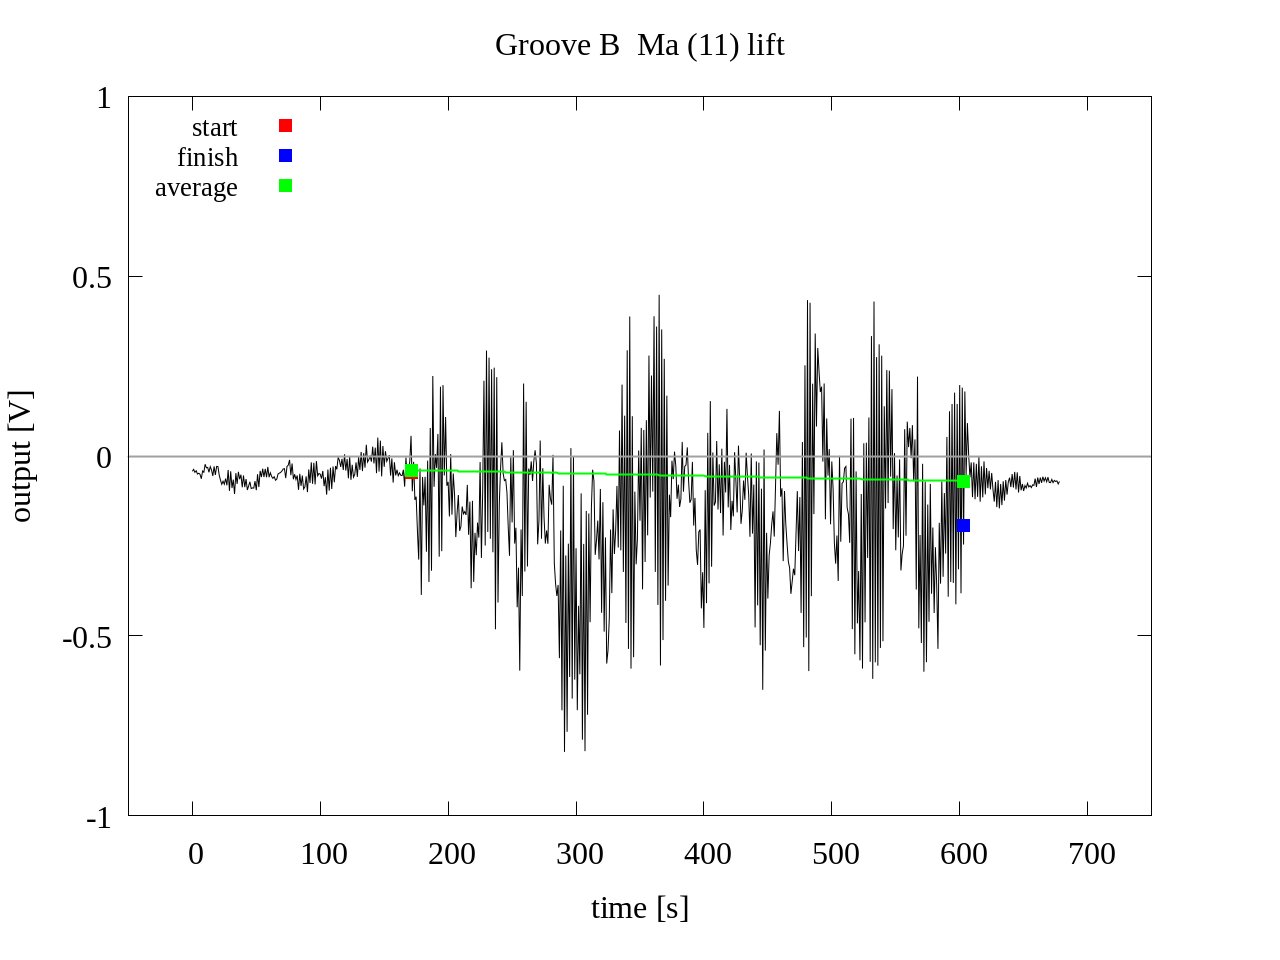 Groove B  Ma (11) lift
1
start
finish
average
0.5
0
-0.5
-1
output [V]
0 100 200 300 400 500 600 700
time [s]